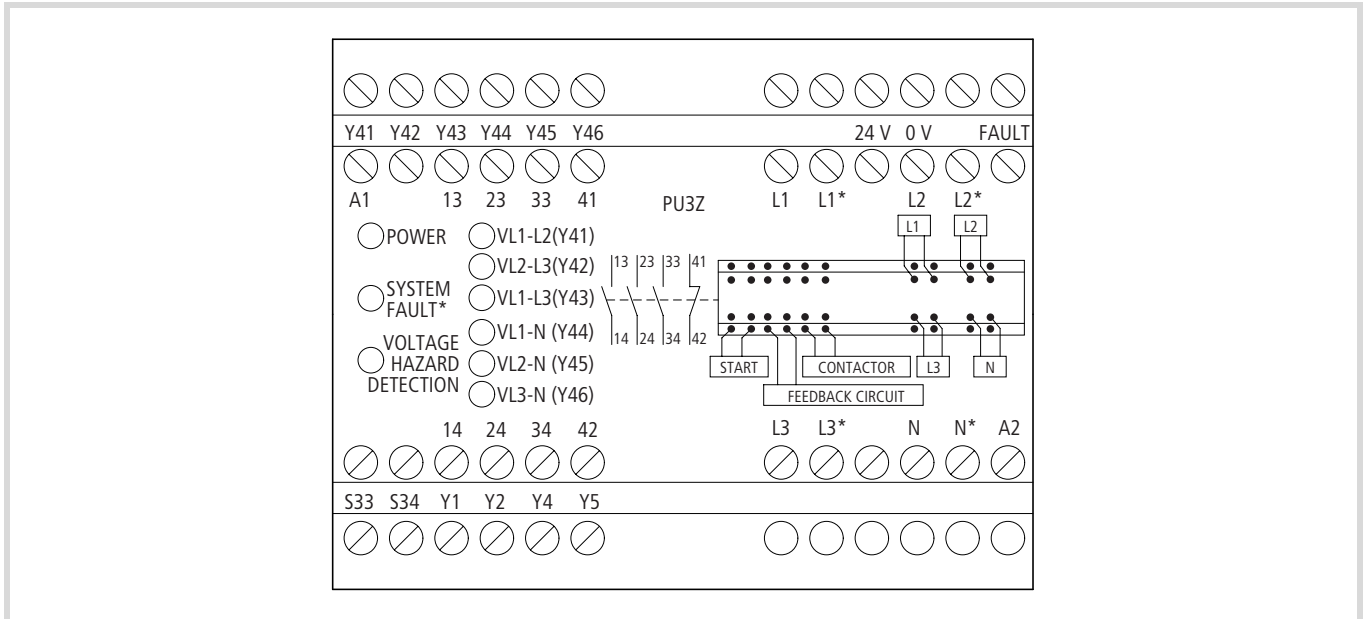 Y41 Y42 Y43 Y44 Y45 Y46 24 V 0 V FAULT
A1 13 23 33 41 PU3Z L1 L1* L2 L2*
L1 L2
POWER
SYSTEM
FAULT*
VOLTAGE
HAZARD
DETECTION
VL1-L2(Y41)
VL2-L3(Y42)
VL1-L3(Y43)
VL1-N (Y44)
VL2-N (Y45)
VL3-N (Y46)
13 23 33 41
14 24 34 42
START CONTACTOR L3 N
FEEDBACK CIRCUIT
14 24 34 42 L3 L3* N N* A2
S33 S34 Y1 Y2 Y4 Y5